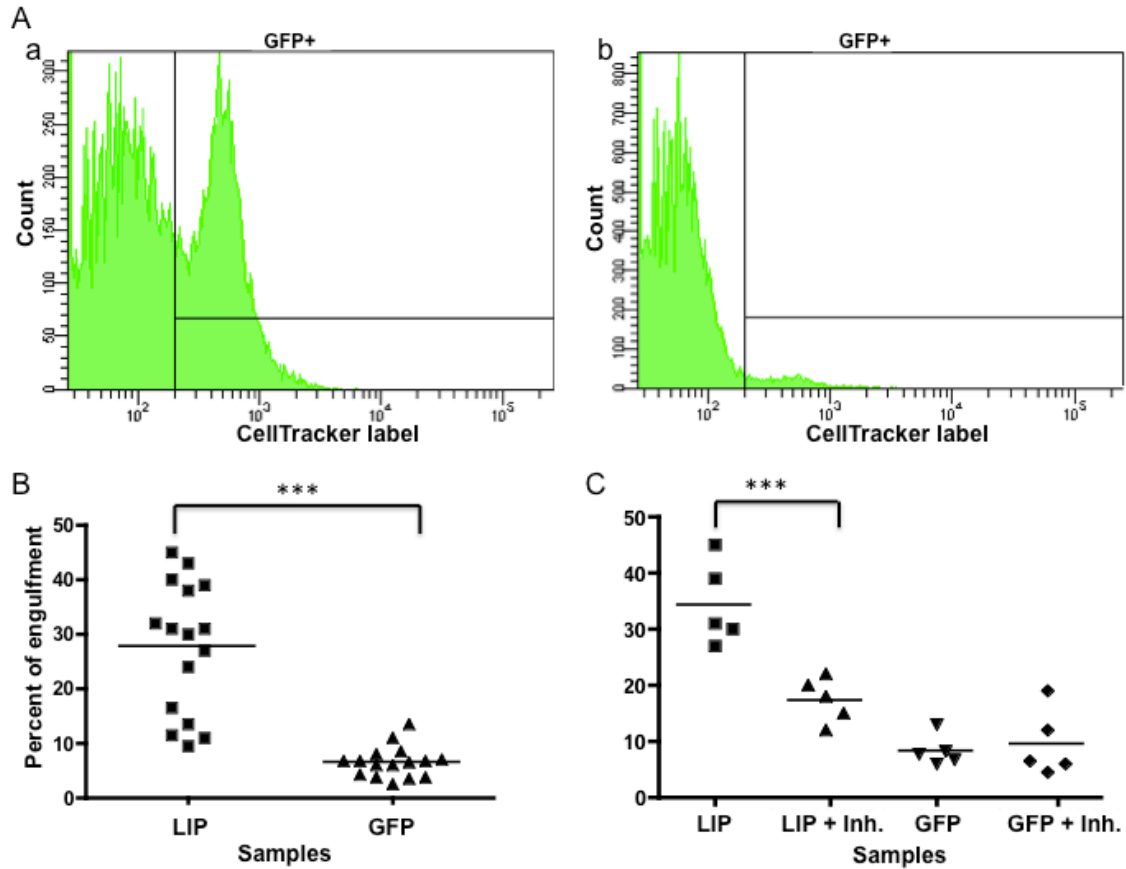 A
a
GFP+
Count
300
250
200
150
100
50
0
10^2
10^3
10^4
10^5
CellTracker label
b
GFP+
Count
800
700
600
500
400
300
200
100
0
10^2
10^3
10^4
10^5
CellTracker label
B
***
Percent of engulfment
50
40
30
20
10
0
LIP
GFP
Samples
C
***
50
40
30
20
10
0
LIP
LIP + Inh.
GFP
GFP + Inh.
Samples